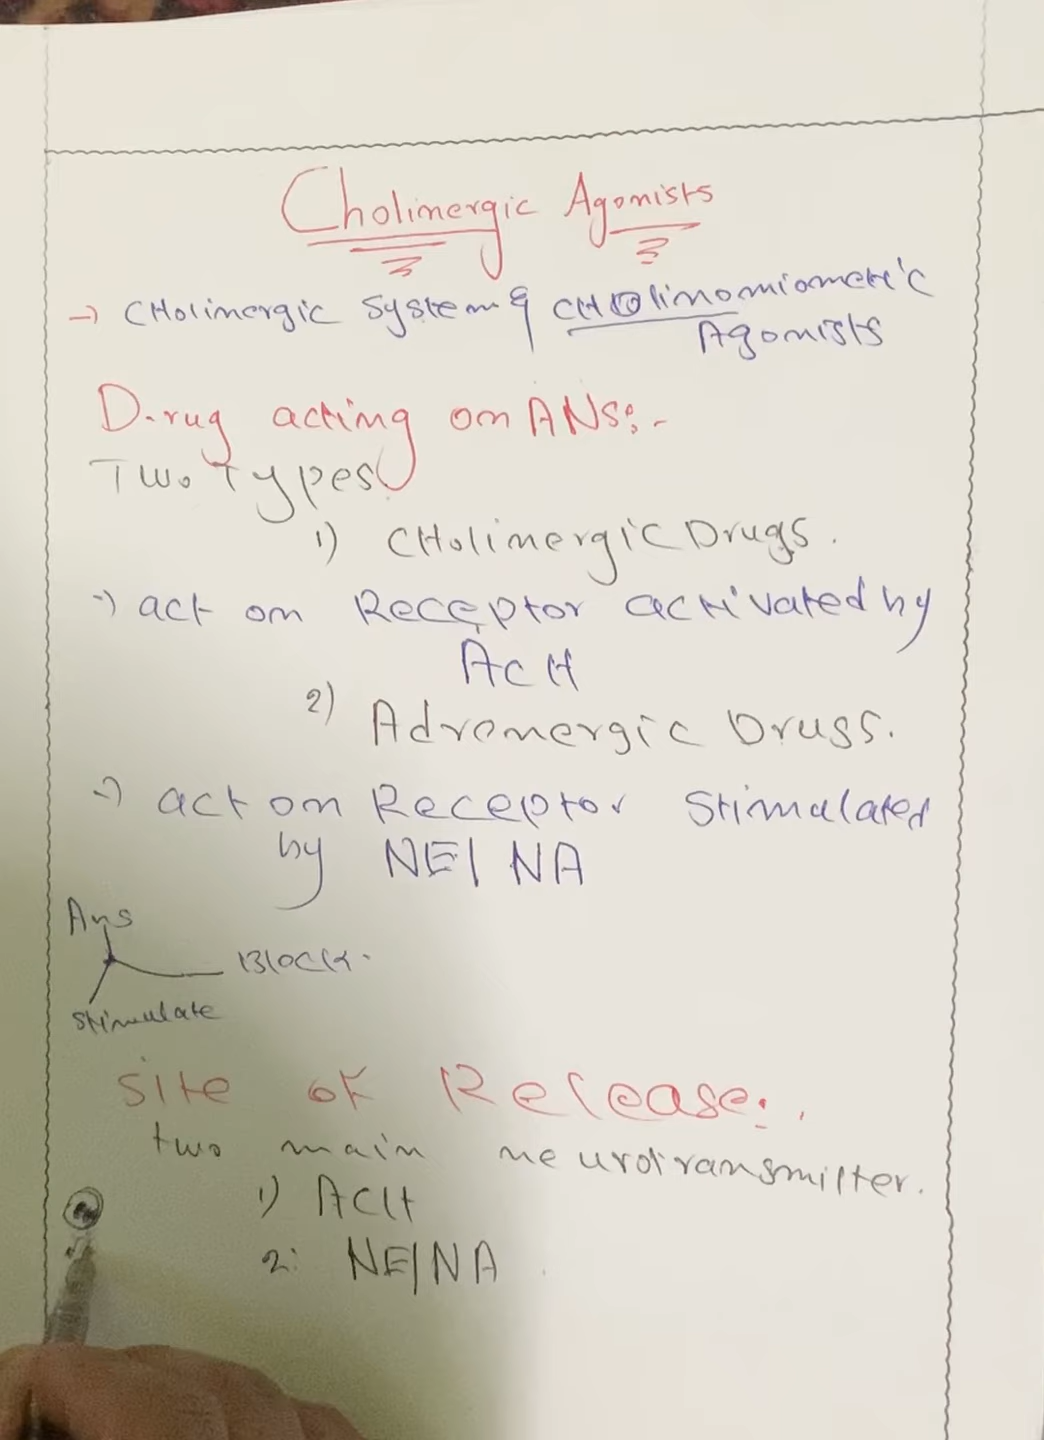 Cholinergic Agonists
→ CHolinergic System & CHOlinomiometric
Agonists
Drug acting on ANS:-
Two Types
1) CHolinergic Drugs.
→ act on Receptor activated by
AcH
2) Adrenergic Drugs.
→ act on Receptor Stimulated
by NE/NA
Ans
Block.
Stimulate
Site of Release:.
two main neurotransmitter.
1) ACH
2: NE/NA